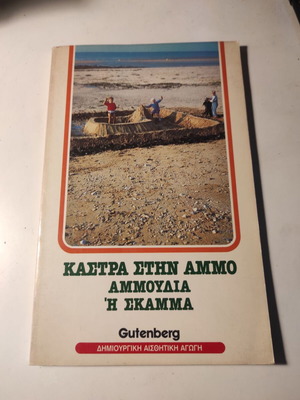 ΚΑΣΤΡΑ ΣΤΗΝ ΑΜΜΟ
ΑΜΜΟΥΔΙΑ
Ή ΣΚΑΜΜΑ
Gutenberg
ΔΗΜΙΟΥΡΓΙΚΗ ΑΙΣΘΗΤΙΚΗ ΑΓΩΓΗ